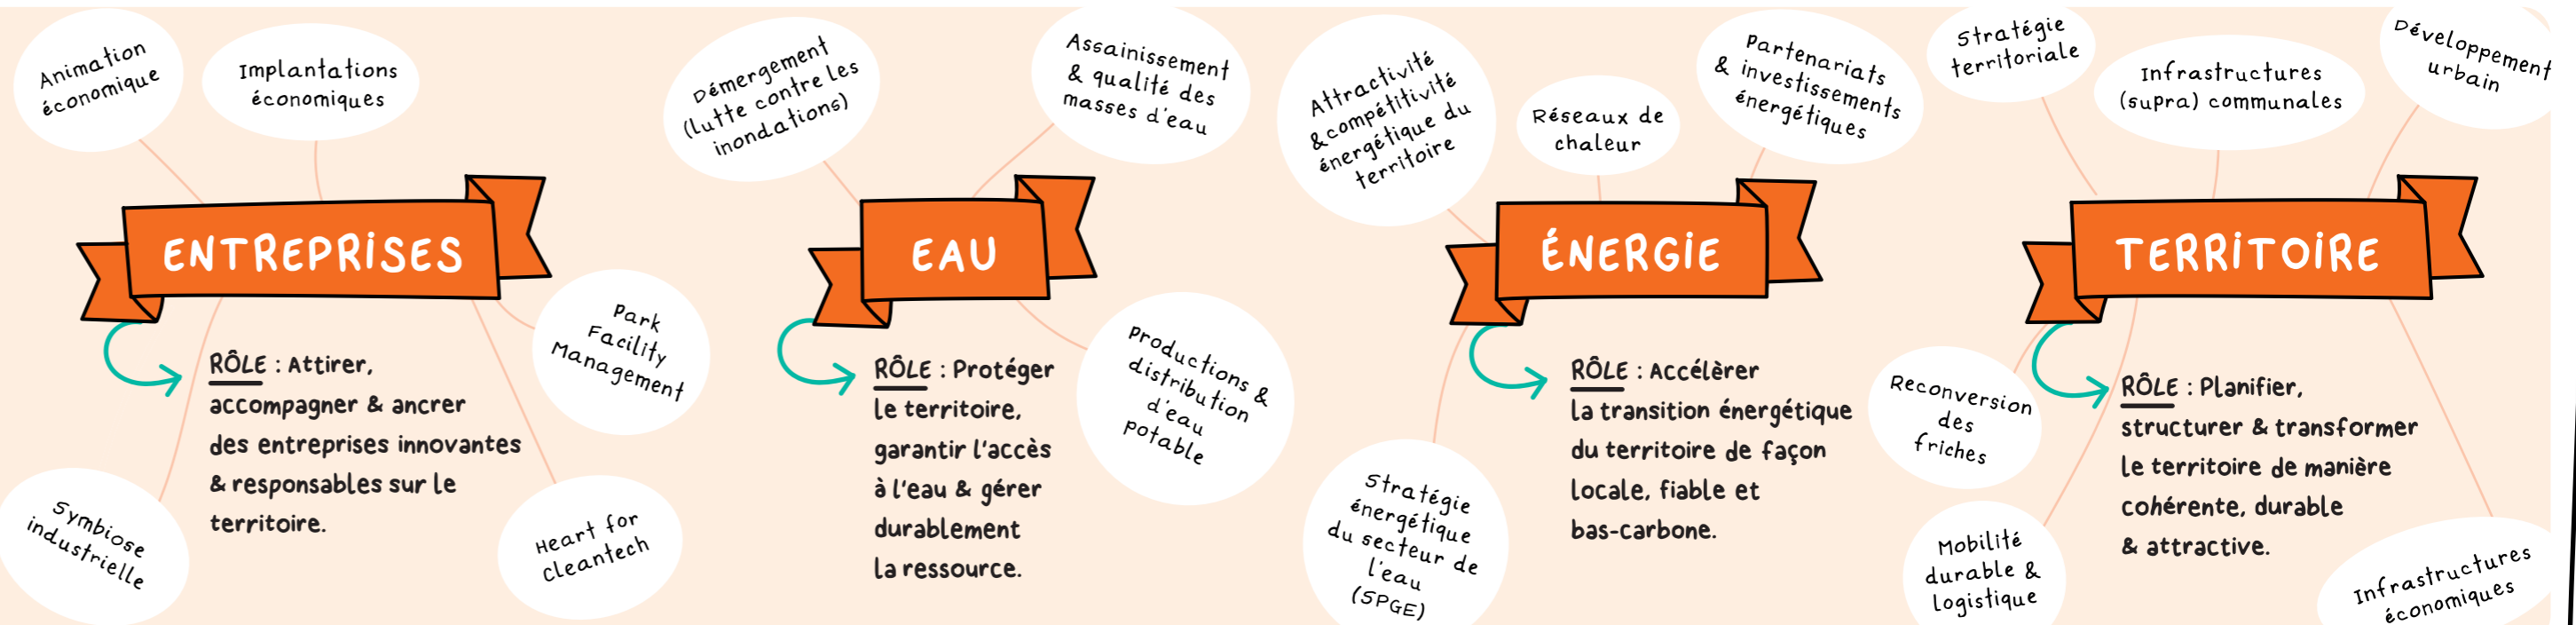 Animation
économique
Implantations
économiques
ENTREPRISES
Park
Facility
Management
RÔLE : Attirer,
accompagner & ancrer
des entreprises innovantes
& responsables sur le
territoire.
Symbiose
industrielle
Heart for
cleantech
Démergement
(lutte contre les
inondations)
Assainissement
& qualité des
masses d'eau
EAU
Productions &
distribution
d'eau
potable
RÔLE : Protéger
le territoire,
garantir l'accès
à l'eau & gérer
durablement
la ressource.
Attractivité
& compétitivité
énergétique du
territoire
Réseaux de
chaleur
Partenariats
& investissements
énergétiques
ÉNERGIE
RÔLE : Accélèrer
la transition énergétique
du territoire de façon
locale, fiable et
bas-carbone.
Stratégie
énergétique
du secteur de
l'eau
(SPGE)
Stratégie
territoriale
Infrastructures
(supra) communales
Développement
urbain
TERRITOIRE
Reconversion
des
friches
RÔLE : Planifier,
structurer & transformer
le territoire de manière
cohérente, durable
& attractive.
Mobilité
durable &
logistique
Infrastructures
économiques